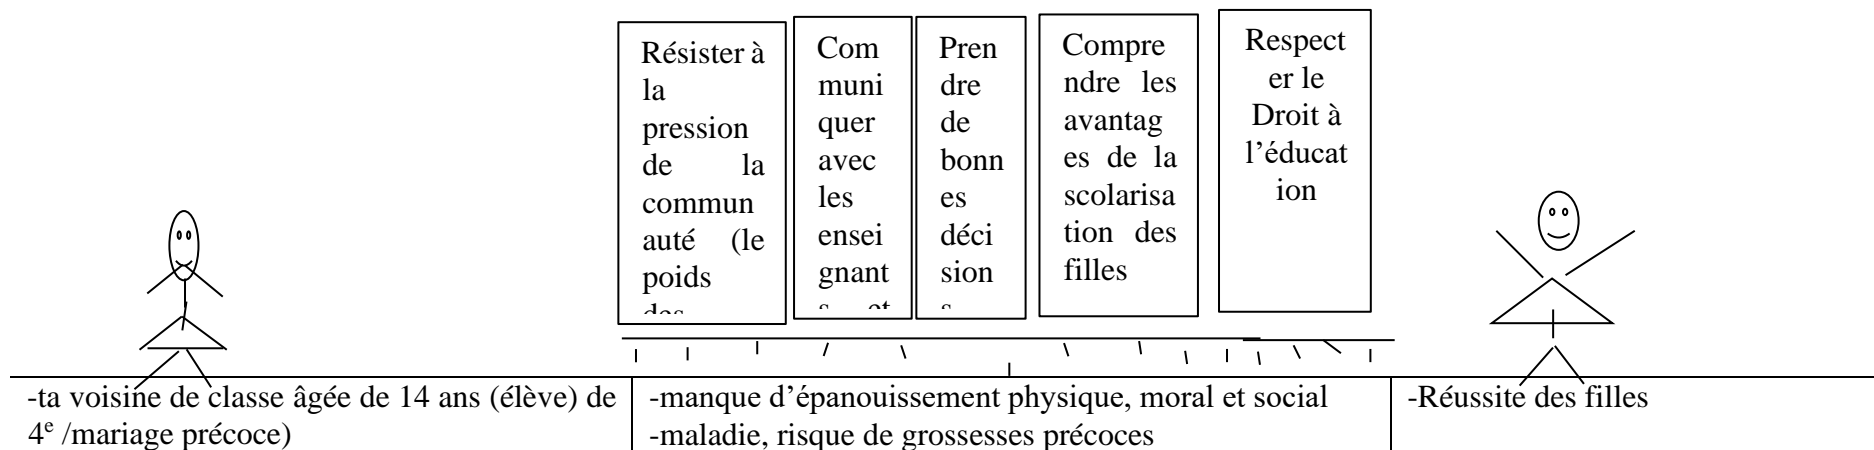 Résister à
la
pression
de la
commun
auté (le
poids
des
Com
muni
quer
avec
les
ensei
gnant
s et
Pren
dre
de
bonn
es
déci
sion
s
Compre
ndre les
avantag
es de la
scolarisa
tion des
filles
Respect
er le
Droit à
l’éducat
ion
-ta voisine de classe âgée de 14 ans (élève) de
4e /mariage précoce)
-manque d’épanouissement physique, moral et social
-maladie, risque de grossesses précoces
-Réussite des filles